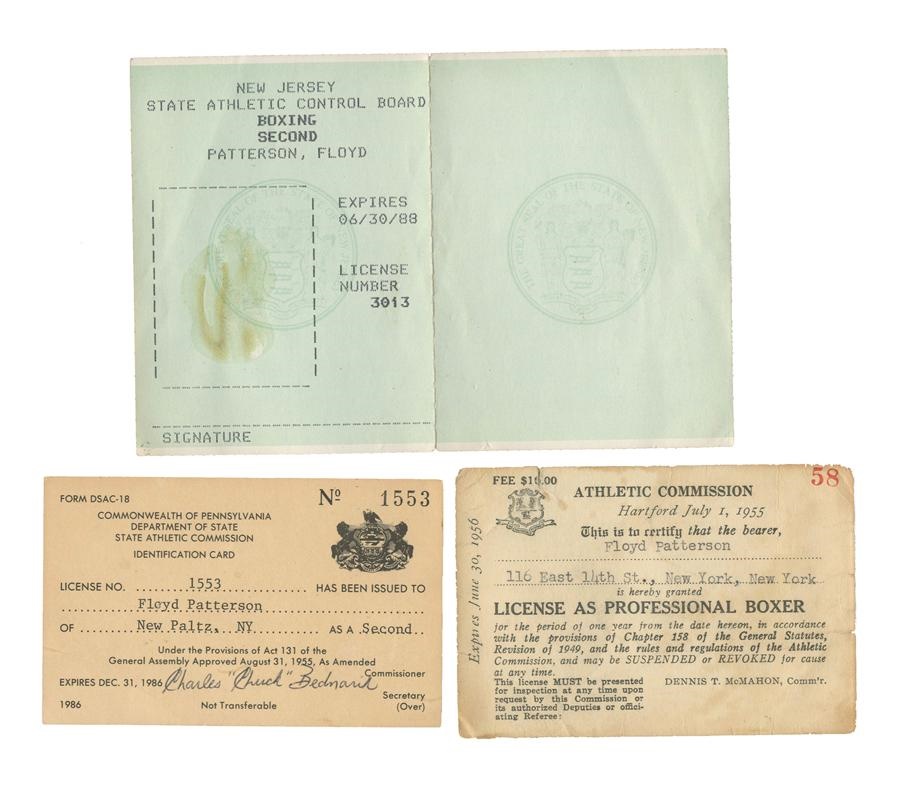 NEW JERSEY
STATE ATHLETIC CONTROL BOARD
BOXING
SECOND
PATTERSON, FLOYD
EXPIRES
06/30/88
LICENSE
NUMBER
3013
SIGNATURE
THE GREAT SEAL OF THE STATE OF NEW JERSEY
FORM DSAC-18
Nº 1553
COMMONWEALTH OF PENNSYLVANIA
DEPARTMENT OF STATE
STATE ATHLETIC COMMISSION
IDENTIFICATION CARD
LICENSE NO. 1553 HAS BEEN ISSUED TO
Floyd Patterson
OF New Paltz, NY AS A Second
Under the Provisions of Act 131 of the
General Assembly Approved August 31, 1955, As Amended
Commissioner
EXPIRES DEC. 31, 1986 Charles "Chuck" Bednarik
Secretary
1986 Not Transferable (Over)
58
FEE $10.00
ATHLETIC COMMISSION
Hartford July 1, 1955
This is to certify that the bearer,
Floyd Patterson
116 East 14th St., New York, New York
is hereby granted
LICENSE AS PROFESSIONAL BOXER
for the period of one year from the date hereon, in accordance
with the provisions of Chapter 158 of the General Statutes,
Revision of 1949, and the rules and regulations of the Athletic
Commission, and may be SUSPENDED or REVOKED for cause
at any time.
This license MUST be presented
for inspection at any time upon
request by this Commission or
its authorized Deputies or offici-
ating Referee:
DENNIS T. McMAHON, Comm'r.
Expires June 30, 1956